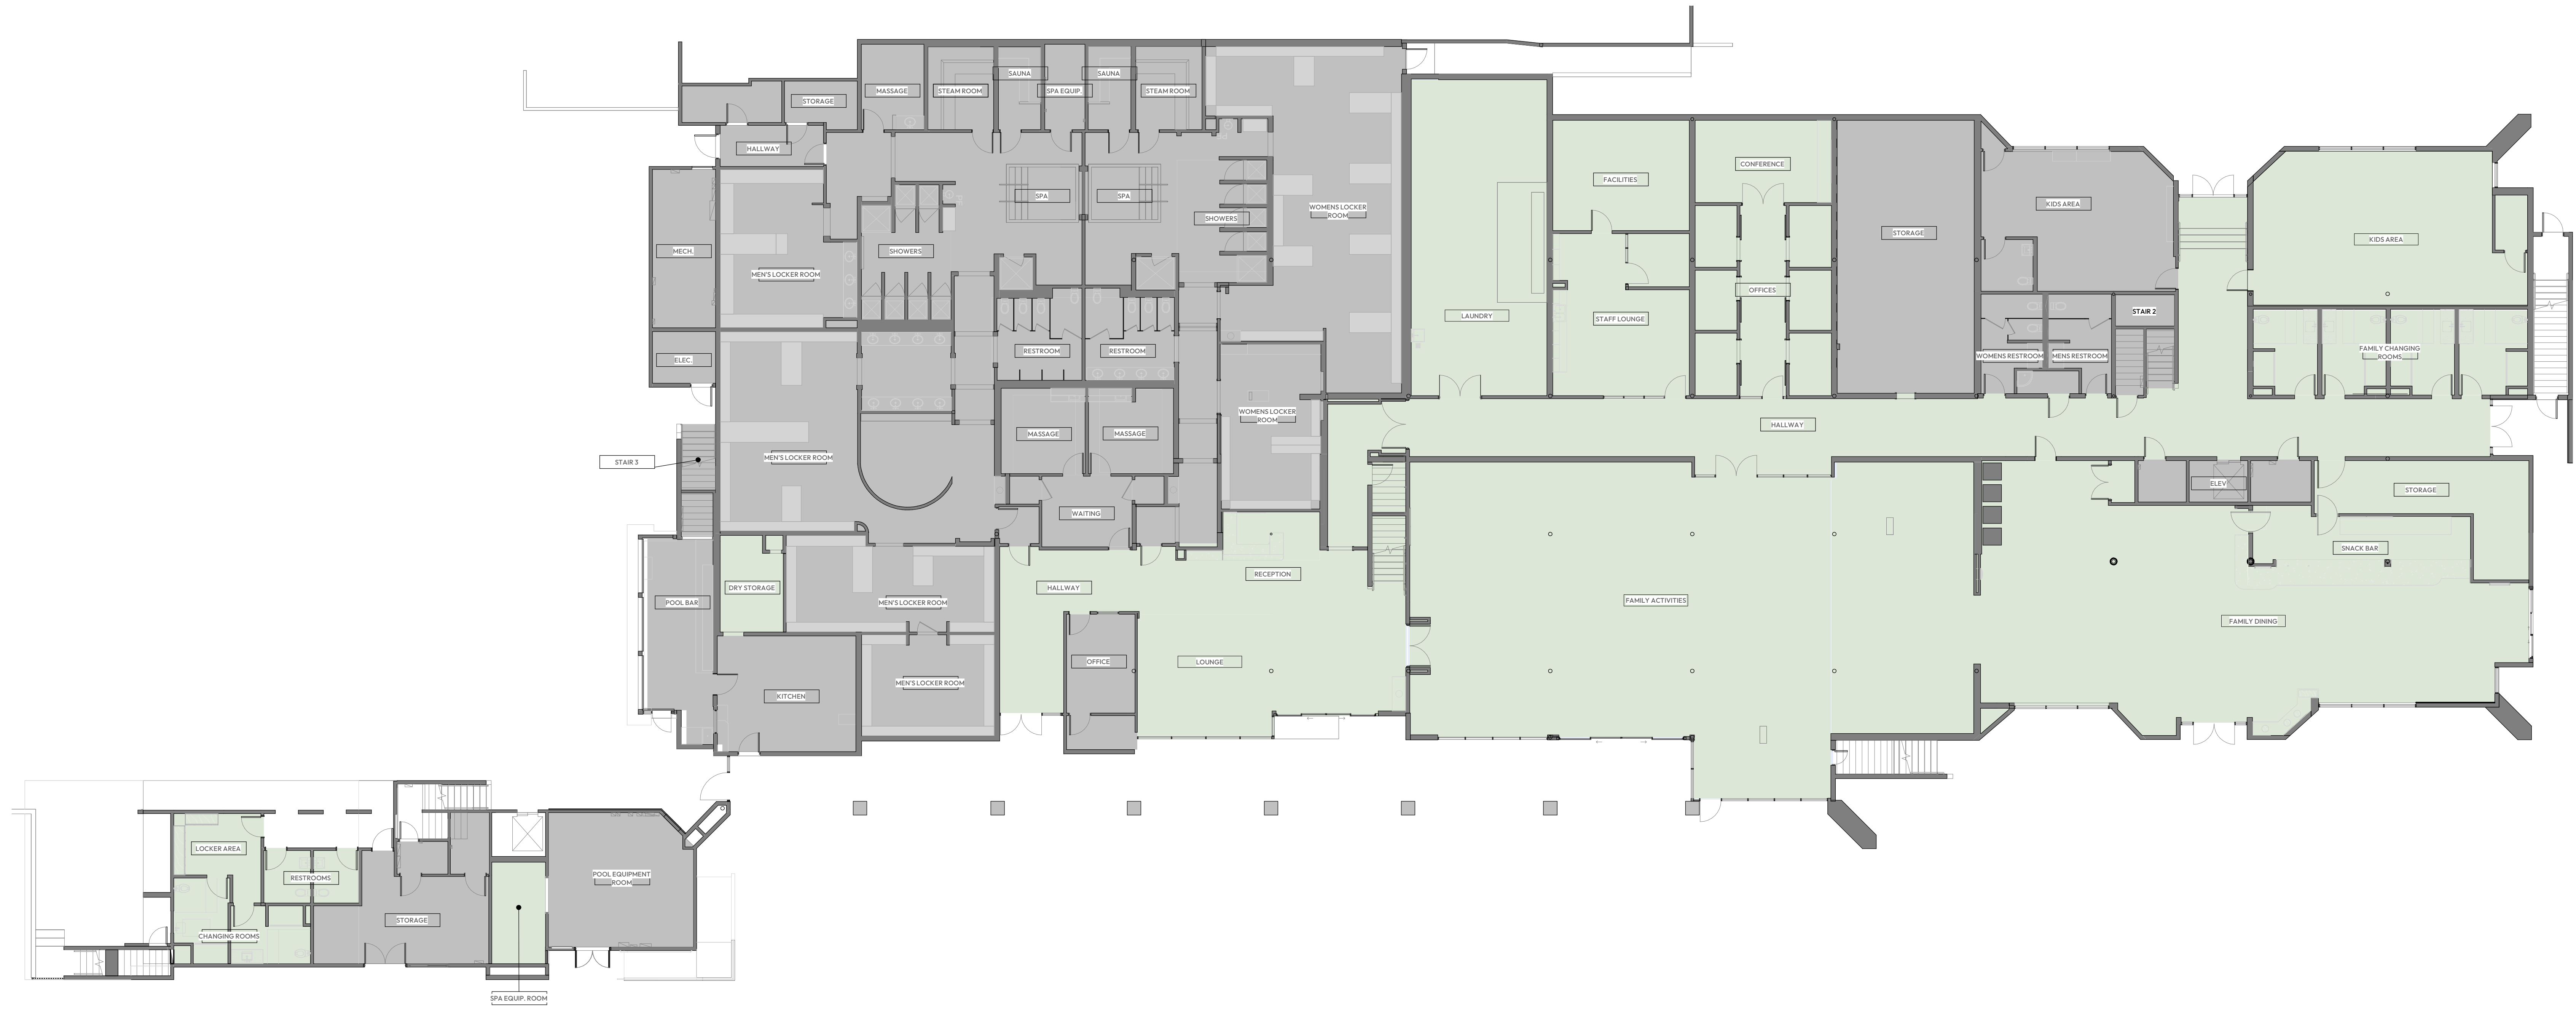 SAUNA
SAUNA
MASSAGE
STEAM ROOM
SPA EQUIP.
STEAM ROOM
STORAGE
HALLWAY
CONFERENCE
FACILITIES
SPA
SPA
KIDS AREA
WOMENS LOCKER
ROOM
SHOWERS
STORAGE
KIDS AREA
MECH.
SHOWERS
MEN'S LOCKER ROOM
OFFICES
STAIR 2
LAUNDRY
STAFF LOUNGE
RESTROOM
RESTROOM
FAMILY CHANGING
ROOMS
WOMENS RESTROOM
MENS RESTROOM
ELEC.
WOMENS LOCKER
ROOM
HALLWAY
MASSAGE
MASSAGE
MEN'S LOCKER ROOM
STAIR 3
ELEV
STORAGE
WAITING
SNACK BAR
RECEPTION
DRY STORAGE
HALLWAY
POOL BAR
MEN'S LOCKER ROOM
FAMILY ACTIVITIES
FAMILY DINING
OFFICE
LOUNGE
MEN'S LOCKER ROOM
KITCHEN
LOCKER AREA
RESTROOMS
POOL EQUIPMENT
ROOM
STORAGE
CHANGING ROOMS
SPA EQUIP. ROOM